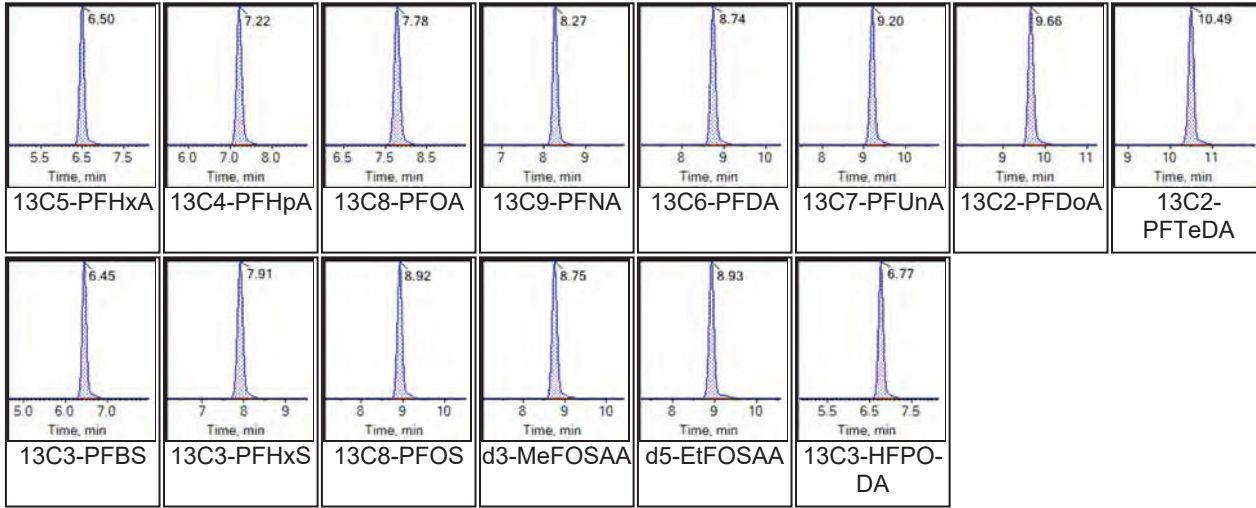 6.50
5.5 6.5 7.5
Time, min
13C5-PFHxA
7.22
6.0 7.0 8.0
Time, min
13C4-PFHpA
7.78
6.5 7.5 8.5
Time, min
13C8-PFOA
8.27
7 8 9
Time, min
13C9-PFNA
8.74
8 9 10
Time, min
13C6-PFDA
9.20
8 9 10
Time, min
13C7-PFUnA
9.66
9 10 11
Time, min
13C2-PFDoA
10.49
9 10 11
Time, min
13C2-
PFTeDA
6.45
5.0 6.0 7.0
Time, min
13C3-PFBS
7.91
7 8 9
Time, min
13C3-PFHxS
8.92
8 9 10
Time, min
13C8-PFOS
8.75
8 9 10
Time, min
d3-MeFOSAA
8.93
8 9 10
Time, min
d5-EtFOSAA
6.77
5.5 6.5 7.5
Time, min
13C3-HFPO-
DA